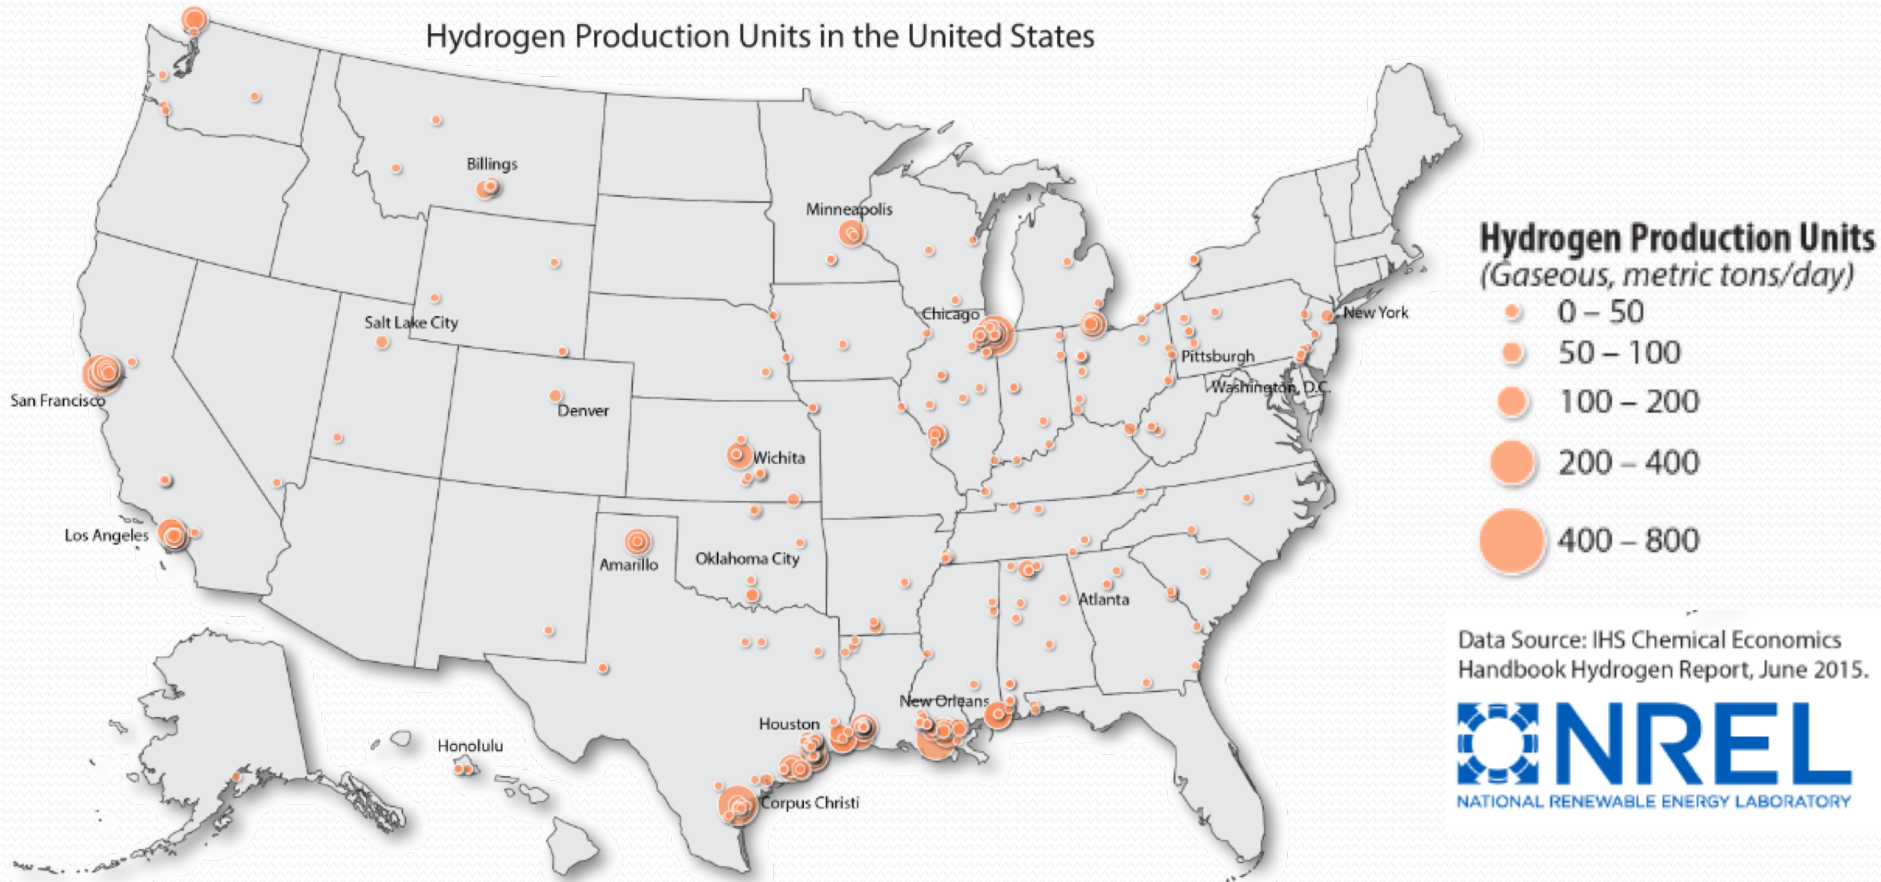 Hydrogen Production Units in the United States
Billings
Minneapolis
Chicago
Salt Lake City
New York
Pittsburgh
Washington, D.C.
San Francisco
Denver
Wichita
Los Angeles
Amarillo
Oklahoma City
Atlanta
New Orleans
Houston
Honolulu
Corpus Christi
Hydrogen Production Units
(Gaseous, metric tons/day)
0 – 50
50 – 100
100 – 200
200 – 400
400 – 800
Data Source: IHS Chemical Economics
Handbook Hydrogen Report, June 2015.
NREL
NATIONAL RENEWABLE ENERGY LABORATORY